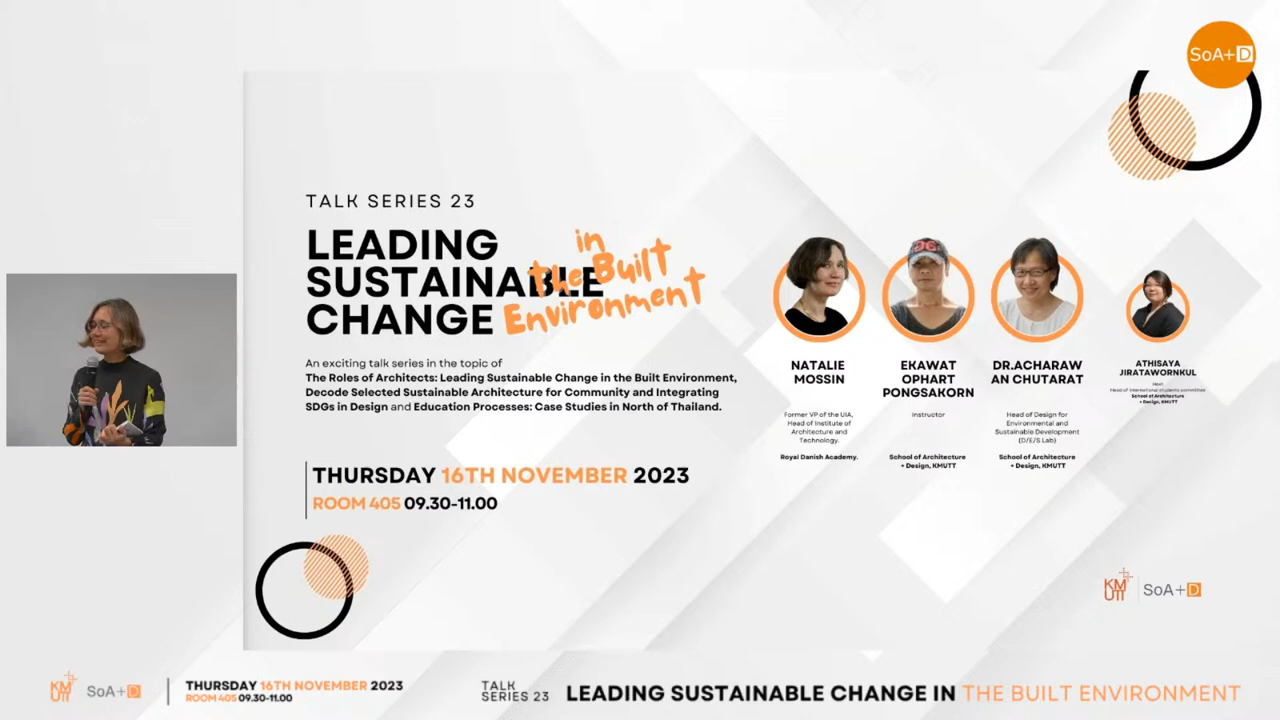 SoA+D
TALK SERIES 23
LEADING
SUSTAINABLE
CHANGE
in
the Built
Environment
An exciting talk series in the topic of
The Roles of Architects: Leading Sustainable Change in the Built Environment,
Decode Selected Sustainable Architecture for Community and Integrating
SDGs in Design and Education Processes: Case Studies in North of Thailand.
THURSDAY 16TH NOVEMBER 2023
ROOM 405 09.30-11.00
NATALIE
MOSSIN
Former VP of the UIA,
Head of Institute of
Architecture and
Technology.
Royal Danish Academy.
96
EKAWAT
OPHART
PONGSAKORN
Instructor
School of Architecture
+ Design, KMUTT
DR.ACHARAW
AN CHUTARAT
Head of Design for
Environmental and
Sustainable Development
(D/E/S Lab)
School of Architecture
+ Design, KMUTT
ATHISAYA
JIRATAWORNKUL
Host
Head of international students committee
School of Architecture
+ Design, KMUTT
KMUTT SoA+D
KMUTT SoA+D
THURSDAY 16TH NOVEMBER 2023
ROOM 405 09.30-11.00
TALK
SERIES 23
LEADING SUSTAINABLE CHANGE IN THE BUILT ENVIRONMENT